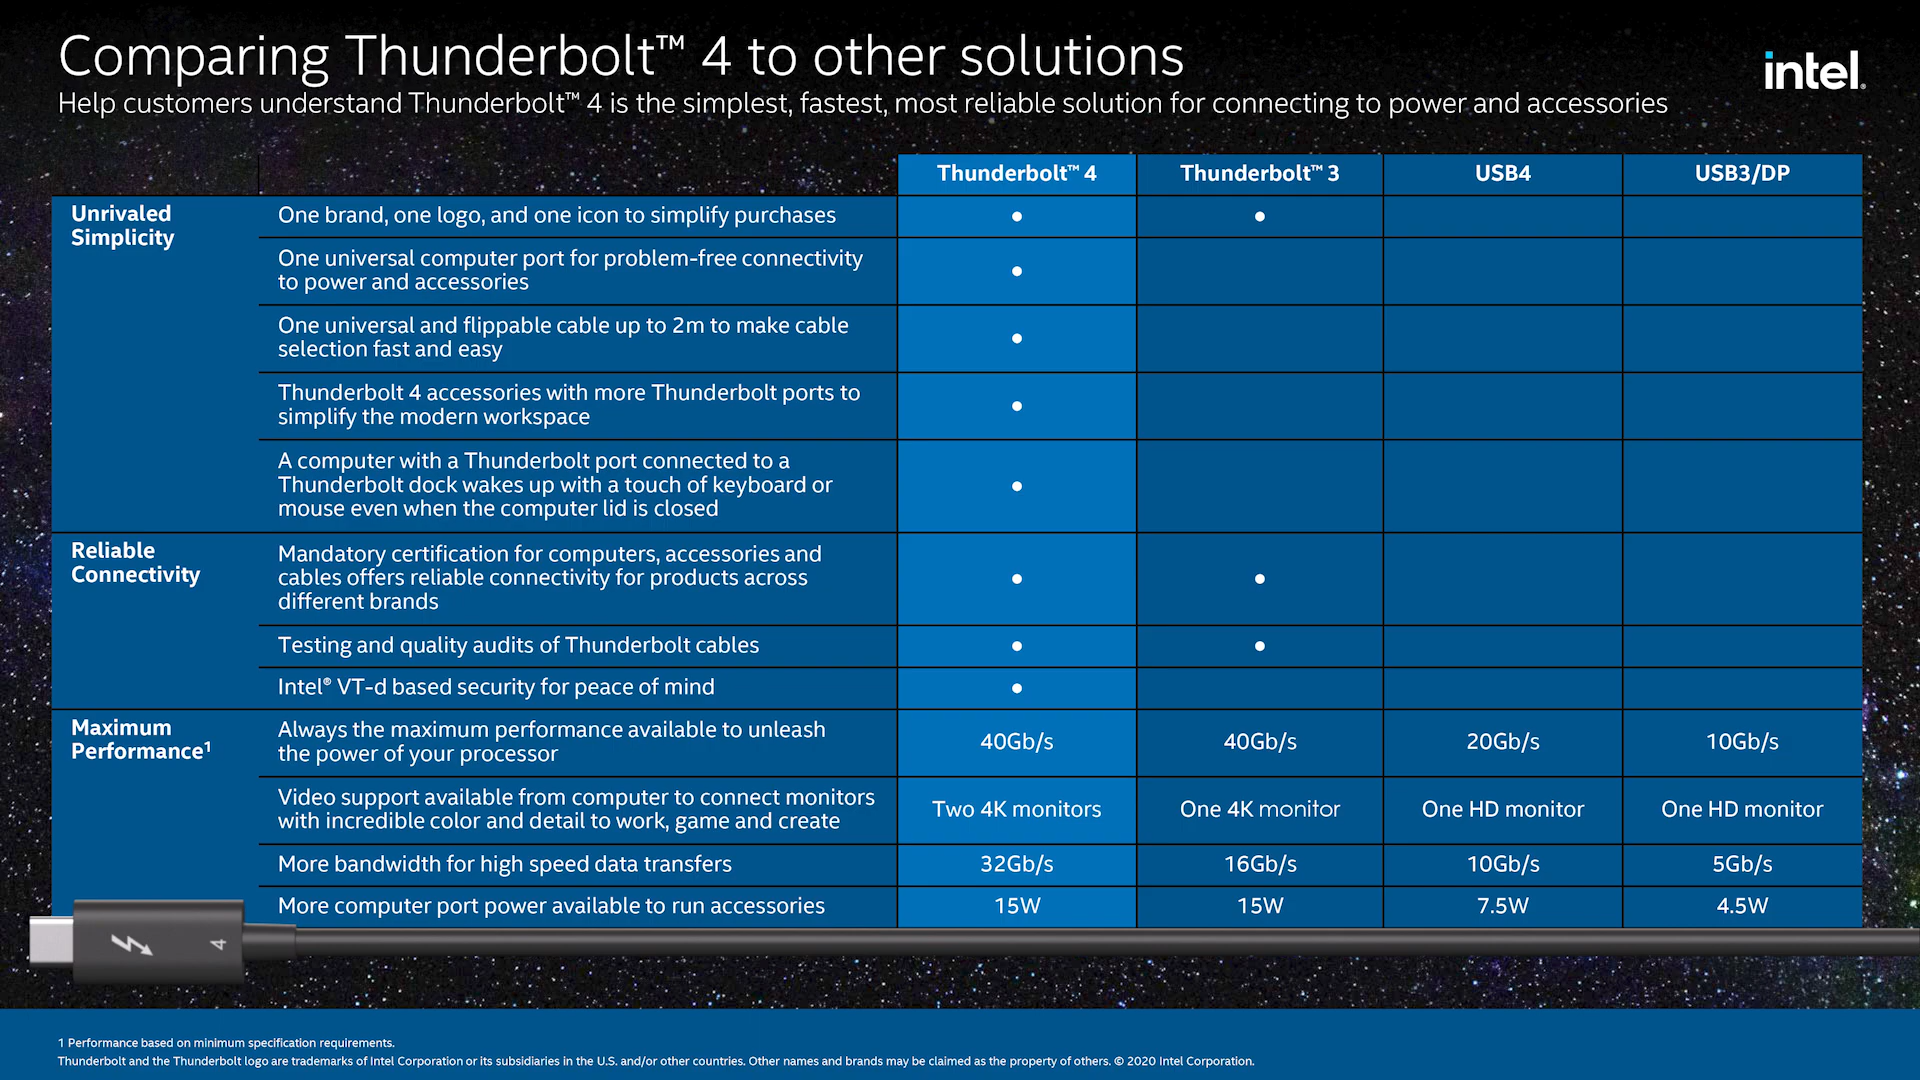 Comparing Thunderbolt™ 4 to other solutions
intel.
Help customers understand Thunderbolt™ 4 is the simplest, fastest, most reliable solution for connecting to power and accessories
Thunderbolt™ 4 Thunderbolt™ 3 USB4 USB3/DP
Unrivaled
Simplicity
One brand, one logo, and one icon to simplify purchases • •
One universal computer port for problem-free connectivity
to power and accessories •
One universal and flippable cable up to 2m to make cable
selection fast and easy •
Thunderbolt 4 accessories with more Thunderbolt ports to
simplify the modern workspace •
A computer with a Thunderbolt port connected to a
Thunderbolt dock wakes up with a touch of keyboard or
mouse even when the computer lid is closed •
Reliable
Connectivity
Mandatory certification for computers, accessories and
cables offers reliable connectivity for products across
different brands • •
Testing and quality audits of Thunderbolt cables • •
Intel® VT-d based security for peace of mind •
Maximum
Performance¹
Always the maximum performance available to unleash
the power of your processor
40Gb/s 40Gb/s 20Gb/s 10Gb/s
Video support available from computer to connect monitors
with incredible color and detail to work, game and create
Two 4K monitors One 4K monitor One HD monitor One HD monitor
More bandwidth for high speed data transfers 32Gb/s 16Gb/s 10Gb/s 5Gb/s
More computer port power available to run accessories 15W 15W 7.5W 4.5W
4
1 Performance based on minimum specification requirements.
Thunderbolt and the Thunderbolt logo are trademarks of Intel Corporation or its subsidiaries in the U.S. and/or other countries. Other names and brands may be claimed as the property of others. © 2020 Intel Corporation.